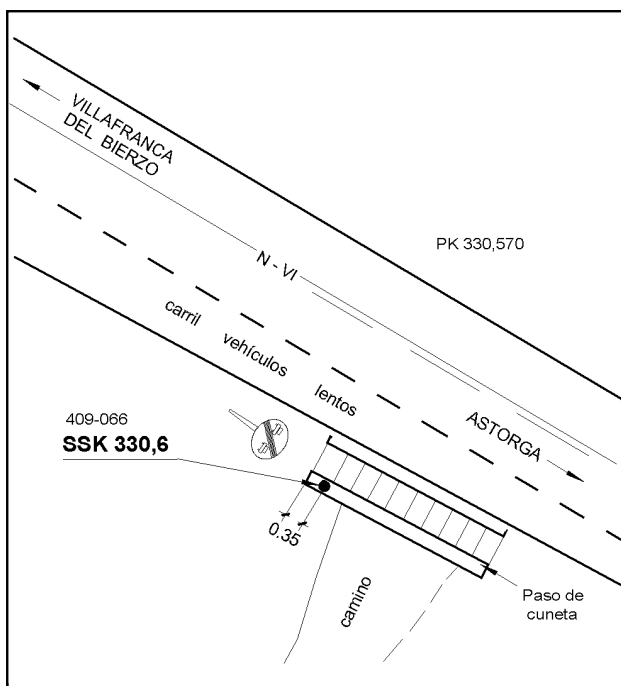 VILLAFRANCA
DEL BIERZO
PK 330,570
N - VI
carril vehículos lentos
409-066
SSK 330,6
ASTORGA
0.35
camino
Paso de
cuneta